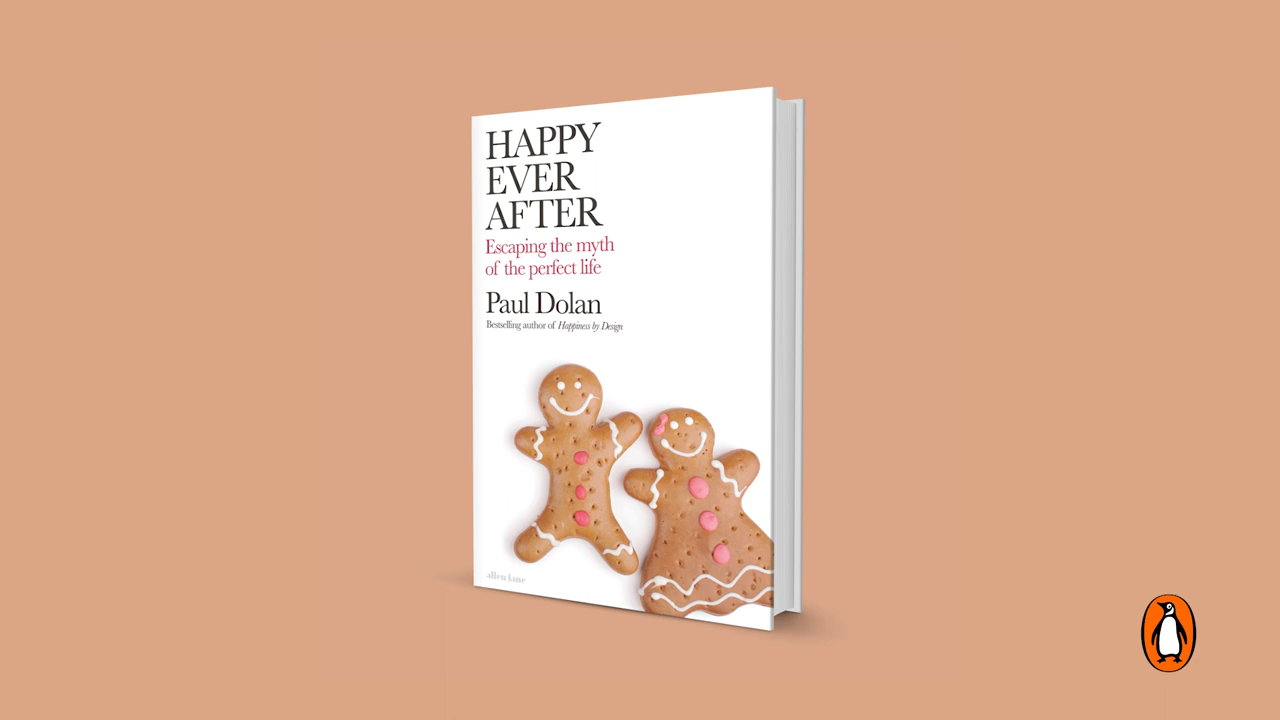 HAPPY
EVER
AFTER
Escaping the myth
of the perfect life
Paul Dolan
Bestselling author of Happiness by Design
allen lane